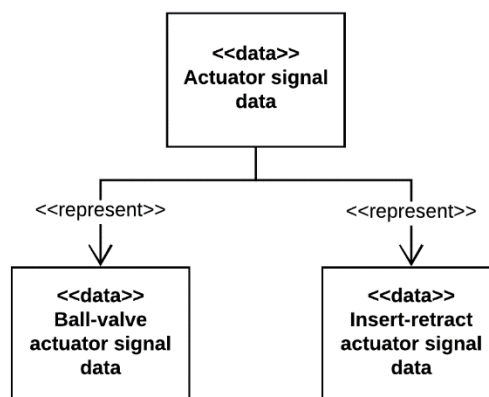 <<data>>
Actuator signal
data
<<represent>>
<<represent>>
<<data>>
Ball-valve
actuator signal
data
<<data>>
Insert-retract
actuator signal
data